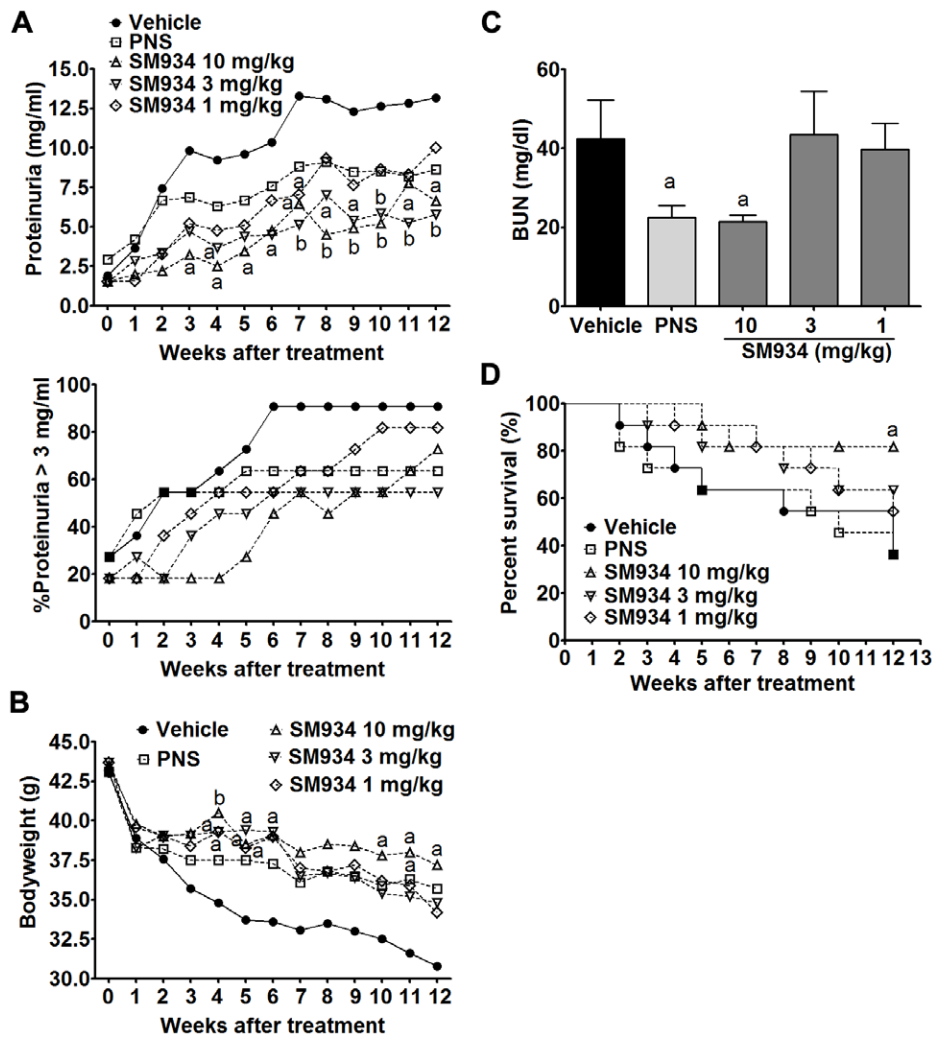 A
Vehicle
PNS
SM934 10 mg/kg
SM934 3 mg/kg
SM934 1 mg/kg
Proteinuria (mg/ml)
15.0
12.5
10.0
7.5
5.0
2.5
0.0
a a b a
a a a a
a a a b b b b b
a a
0 1 2 3 4 5 6 7 8 9 10 11 12
Weeks after treatment
%Proteinuria > 3 mg/ml
100
80
60
40
20
0
0 1 2 3 4 5 6 7 8 9 10 11 12
Weeks after treatment
B
Vehicle
PNS
SM934 10 mg/kg
SM934 3 mg/kg
SM934 1 mg/kg
Bodyweight (g)
45.0
42.5
40.0
37.5
35.0
32.5
30.0
b
a a a a a a
a a a a
0 1 2 3 4 5 6 7 8 9 10 11 12
Weeks after treatment
C
BUN (mg/dl)
60
40
20
0
a a
Vehicle PNS 10 3 1
SM934 (mg/kg)
D
Percent survival (%)
100
80
60
40
20
0
a
Vehicle
PNS
SM934 10 mg/kg
SM934 3 mg/kg
SM934 1 mg/kg
0 1 2 3 4 5 6 7 8 9 10 11 12 13
Weeks after treatment